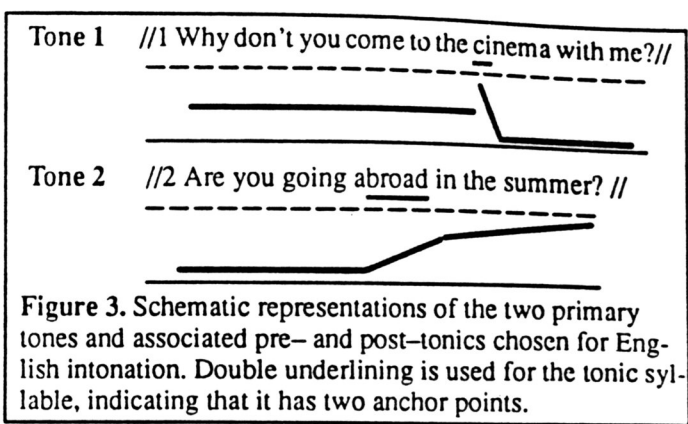 Tone 1 //1 Why don't you come to the cinema with me?//
Tone 2 //2 Are you going abroad in the summer? //
Figure 3. Schematic representations of the two primary
tones and associated pre– and post–tonics chosen for Eng-
lish intonation. Double underlining is used for the tonic syl-
lable, indicating that it has two anchor points.